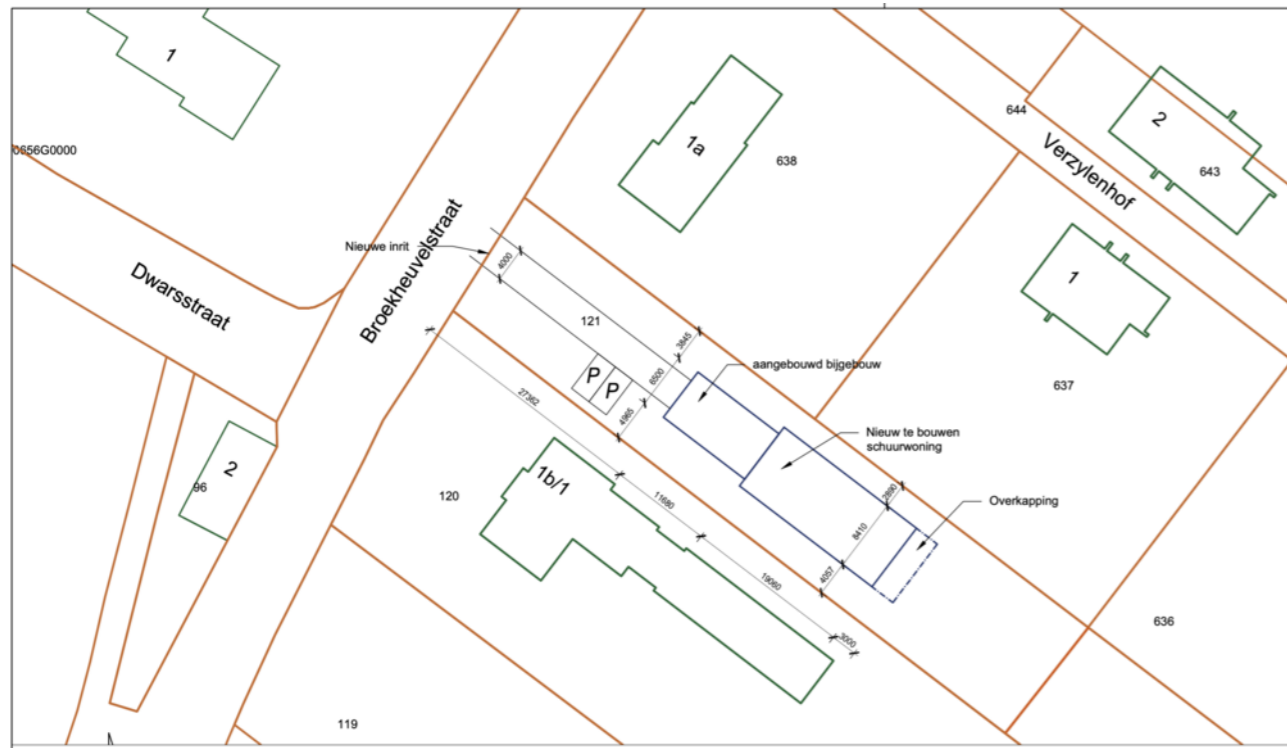 1
0656G0000
Dwarsstraat
Broekheuvelstraat
Nieuwe inrit
1a
638
644
Verzylenhof
2
643
1
637
4000
121
3845
6500
4965
P
P
aangebouwd bijgebouw
Nieuw te bouwen
schuurwoning
Overkapping
27362
11680
19060
3000
2890
8410
4057
2
96
120
1b/1
636
119